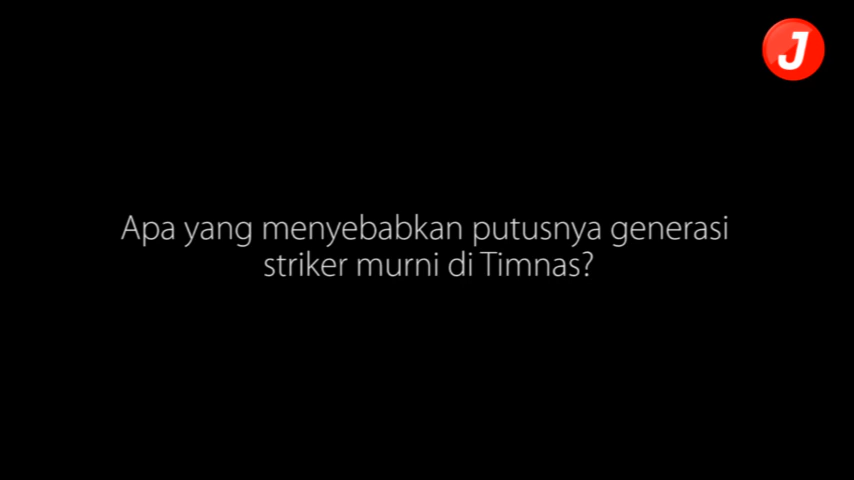 J
Apa yang menyebabkan putusnya generasi
striker murni di Timnas?